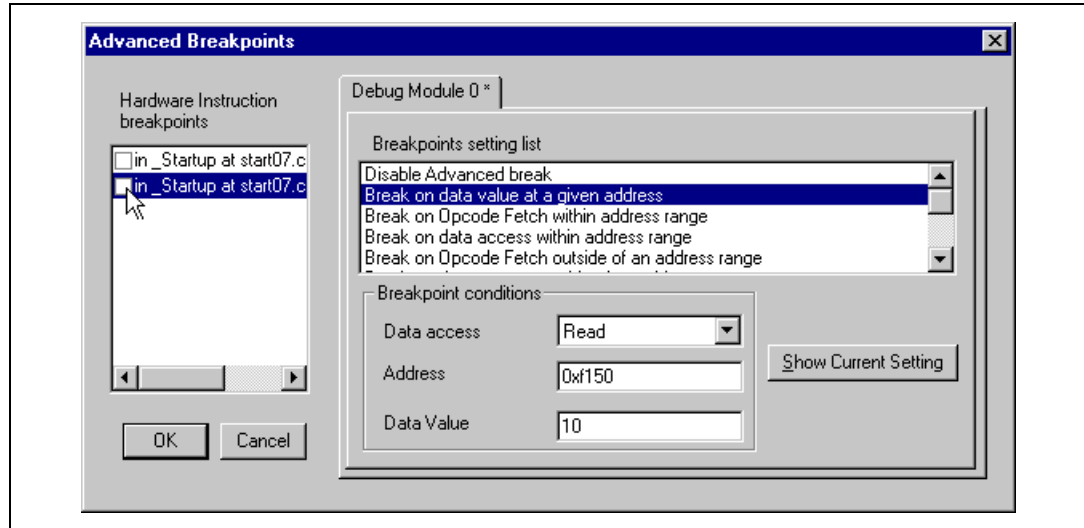 Advanced Breakpoints
Hardware Instruction
breakpoints
in _Startup at start07.c
in _Startup at start07.c
Debug Module 0 *
Breakpoints setting list
Disable Advanced break
Break on data value at a given address
Break on Opcode Fetch within address range
Break on data access within address range
Break on Opcode Fetch outside of an address range
Breakpoint conditions
Data access
Read
Address
0xf150
Data Value
10
Show Current Setting
OK
Cancel